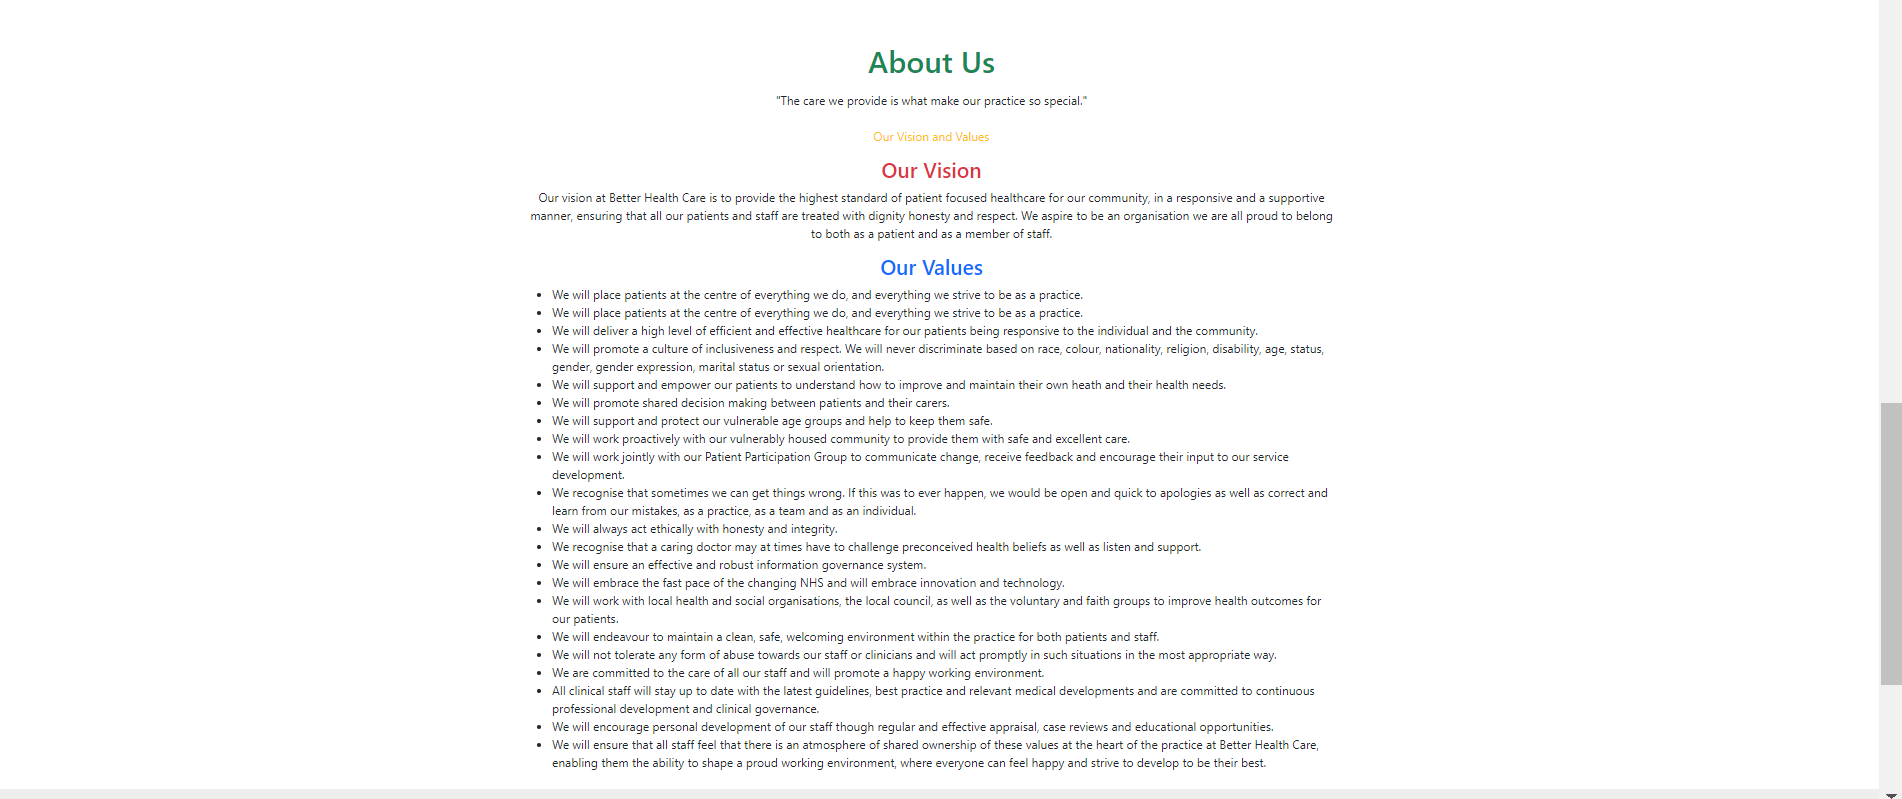 About Us
"The care we provide is what make our practice so special."
Our Vision and Values
Our Vision
Our vision at Better Health Care is to provide the highest standard of patient focused healthcare for our community, in a responsive and a supportive
manner, ensuring that all our patients and staff are treated with dignity honesty and respect. We aspire to be an organisation we are all proud to belong
to both as a patient and as a member of staff.
Our Values
• We will place patients at the centre of everything we do, and everything we strive to be as a practice.
• We will place patients at the centre of everything we do, and everything we strive to be as a practice.
• We will deliver a high level of efficient and effective healthcare for our patients being responsive to the individual and the community.
• We will promote a culture of inclusiveness and respect. We will never discriminate based on race, colour, nationality, religion, disability, age, status,
gender, gender expression, marital status or sexual orientation.
• We will support and empower our patients to understand how to improve and maintain their own heath and their health needs.
• We will promote shared decision making between patients and their carers.
• We will support and protect our vulnerable age groups and help to keep them safe.
• We will work proactively with our vulnerably housed community to provide them with safe and excellent care.
• We will work jointly with our Patient Participation Group to communicate change, receive feedback and encourage their input to our service
development.
• We recognise that sometimes we can get things wrong. If this was to ever happen, we would be open and quick to apologies as well as correct and
learn from our mistakes, as a practice, as a team and as an individual.
• We will always act ethically with honesty and integrity.
• We recognise that a caring doctor may at times have to challenge preconceived health beliefs as well as listen and support.
• We will ensure an effective and robust information governance system.
• We will embrace the fast pace of the changing NHS and will embrace innovation and technology.
• We will work with local health and social organisations, the local council, as well as the voluntary and faith groups to improve health outcomes for
our patients.
• We will endeavour to maintain a clean, safe, welcoming environment within the practice for both patients and staff.
• We will not tolerate any form of abuse towards our staff or clinicians and will act promptly in such situations in the most appropriate way.
• We are committed to the care of all our staff and will promote a happy working environment.
• All clinical staff will stay up to date with the latest guidelines, best practice and relevant medical developments and are committed to continuous
professional development and clinical governance.
• We will encourage personal development of our staff though regular and effective appraisal, case reviews and educational opportunities.
• We will ensure that all staff feel that there is an atmosphere of shared ownership of these values at the heart of the practice at Better Health Care,
enabling them the ability to shape a proud working environment, where everyone can feel happy and strive to develop to be their best.